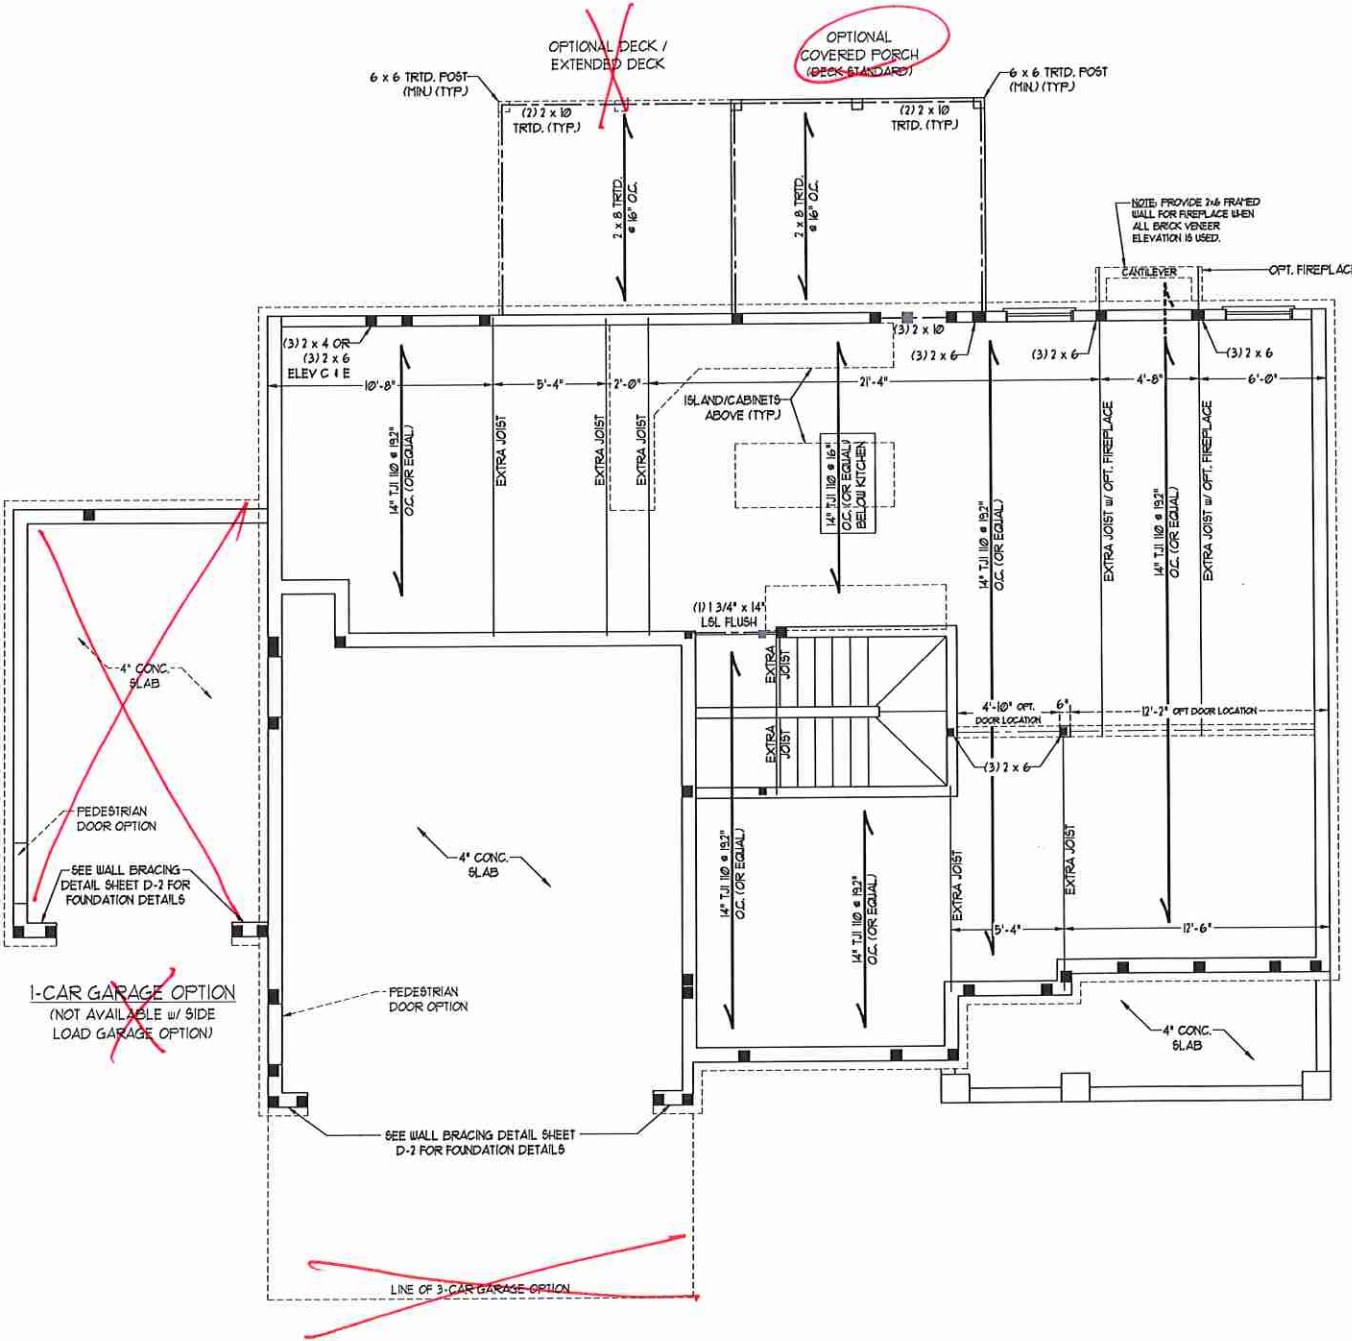 OPTIONAL DECK /
EXTENDED DECK
OPTIONAL
COVERED PORCH
(DECK STANDARD)
6 x 6 TRTD. POST
(MIN.) (TYP.)
6 x 6 TRTD. POST
(MIN.) (TYP.)
(2) 2 x 10
TRTD. (TYP.)
(2) 2 x 10
TRTD. (TYP.)
2 x 8 TRTD.
@ 16" O.C.
2 x 8 TRTD.
@ 16" O.C.
NOTE: PROVIDE 2x6 FRAMED
WALL FOR FIREPLACE WHEN
ALL BRICK VENEER
ELEVATION IS USED.
CANTILEVER
OPT. FIREPLACE
(3) 2 x 4 OR
(3) 2 x 6
ELEV C & E
(3) 2 x 10
(3) 2 x 6
(3) 2 x 6
(3) 2 x 6
10'-8"
5'-4"
2'-0"
21'-4"
4'-8"
6'-0"
ISLAND/CABINETS
ABOVE (TYP.)
14" TJI 110 @ 19.2"
O.C. (OR EQUAL)
EXTRA JOIST
EXTRA JOIST
EXTRA JOIST
14" TJI 110 @ 16"
O.C. (OR EQUAL)
BELOW KITCHEN
14" TJI 110 @ 19.2"
O.C. (OR EQUAL)
EXTRA JOIST w/ OPT. FIREPLACE
14" TJI 110 @ 19.2"
O.C. (OR EQUAL)
EXTRA JOIST w/ OPT. FIREPLACE
(1) 1 3/4" x 14"
LSL FLUSH
EXTRA
JOIST
EXTRA
JOIST
4" CONC.
SLAB
4'-10" OPT.
DOOR LOCATION
6"
12'-2" OPT DOOR LOCATION
(3) 2 x 6
PEDESTRIAN
DOOR OPTION
4" CONC.
SLAB
SEE WALL BRACING
DETAIL SHEET D-2 FOR
FOUNDATION DETAILS
14" TJI 110 @ 19.2"
O.C. (OR EQUAL)
14" TJI 110 @ 19.2"
O.C. (OR EQUAL)
EXTRA JOIST
EXTRA JOIST
5'-4"
12'-6"
1-CAR GARAGE OPTION
(NOT AVAILABLE w/ SIDE
LOAD GARAGE OPTION)
PEDESTRIAN
DOOR OPTION
4" CONC.
SLAB
SEE WALL BRACING DETAIL SHEET
D-2 FOR FOUNDATION DETAILS
LINE OF 3-CAR GARAGE OPTION